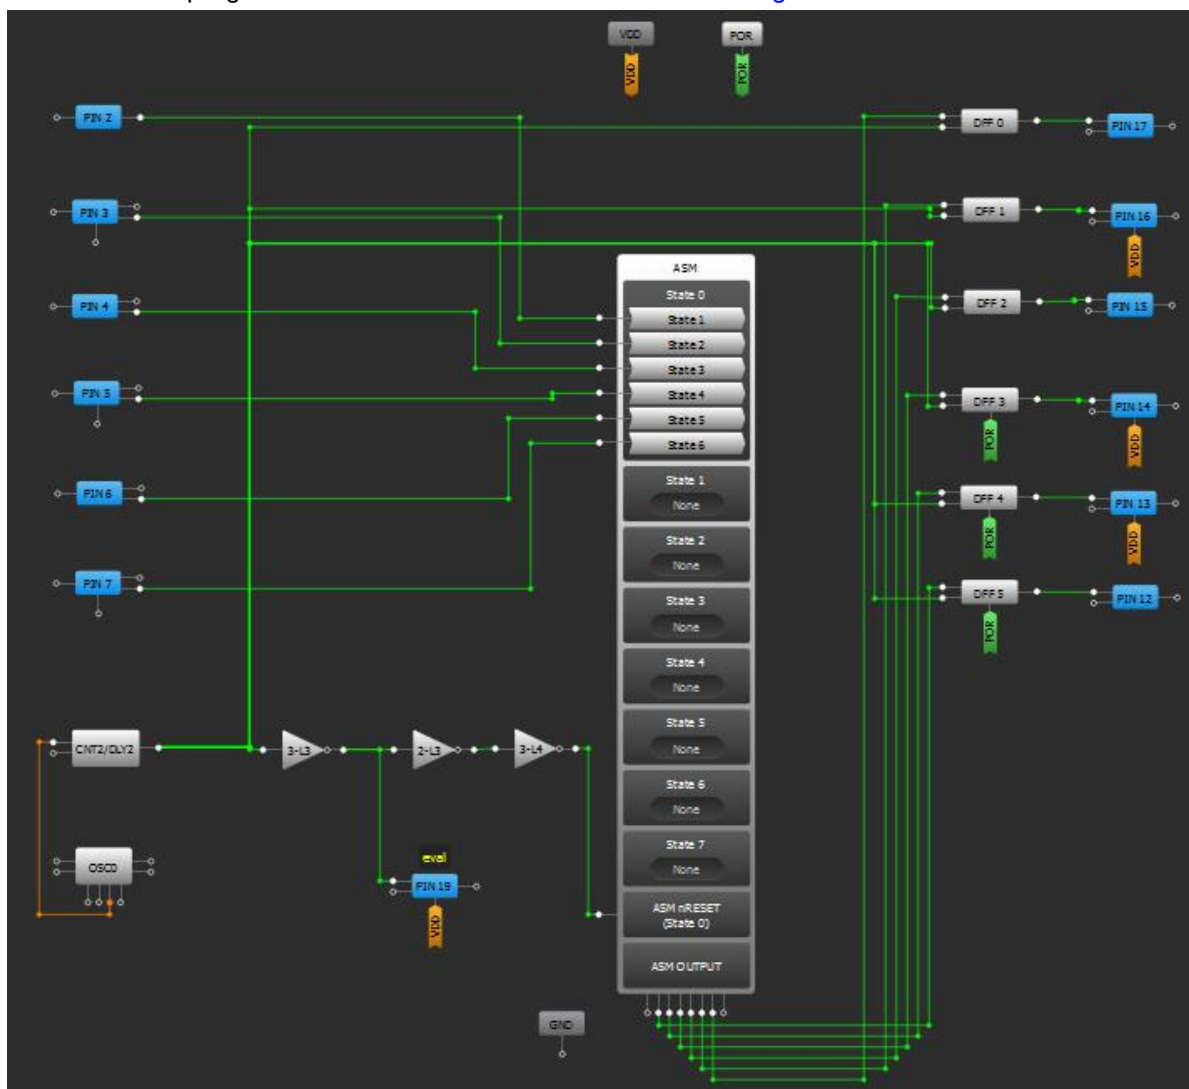 VDD
POR
VDD
POR
PIN 2
DFF 0
PIN 17
PIN 3
DFF 1
PIN 16
VDD
ASM
State 0
State 1
State 2
State 3
State 4
State 5
State 6
PIN 4
DFF 2
PIN 15
PIN 5
DFF 3
PIN 14
POR
VDD
PIN 6
State 1
None
DFF 4
PIN 13
POR
VDD
State 2
None
PIN 7
State 3
None
DFF 5
PIN 12
POR
State 4
None
CNT2/DLY2
3-L3
2-L3
3-L4
State 5
None
State 6
None
OSC0
eval
PIN 19
VDD
State 7
None
ASM nRESET
(State 0)
ASM OUTPUT
GND